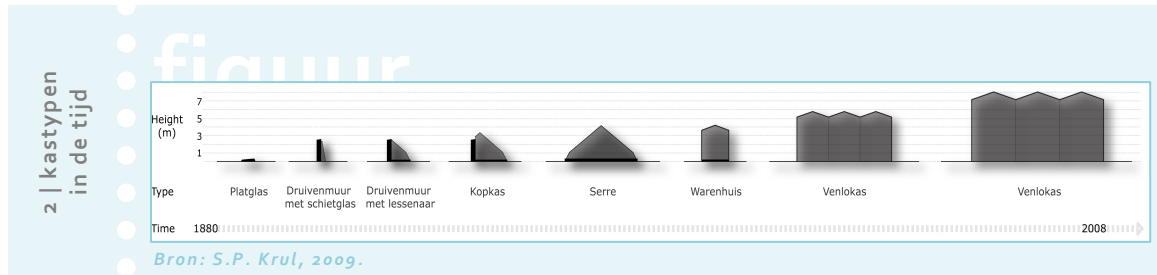 2 | kastypen
in de tijd
figuur
Height
(m)
7
5
3
1
Type
Platglas
Druivenmuur
met schietglas
Druivenmuur
met lessenaar
Kopkas
Serre
Warenhuis
Venlokas
Venlokas
Time
1880
2008
Bron: S.P. Krul, 2009.